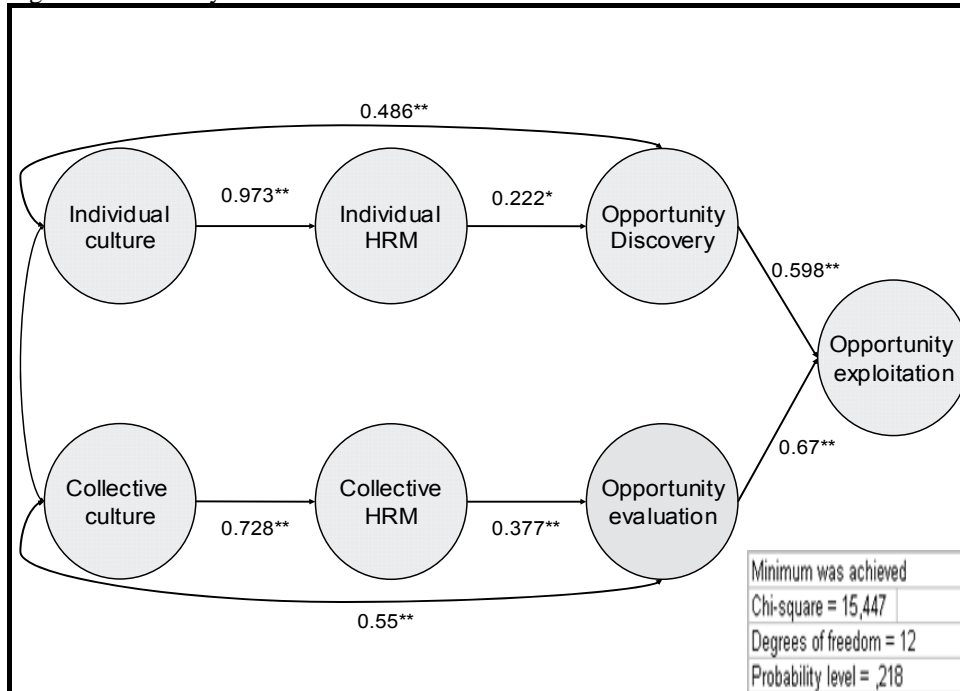 0.486**
Individual
culture
0.973**
Individual
HRM
0.222*
Opportunity
Discovery
0.598**
Opportunity
exploitation
0.67**
Collective
culture
0.728**
Collective
HRM
0.377**
Opportunity
evaluation
0.55**
Minimum was achieved
Chi-square = 15,447
Degrees of freedom = 12
Probability level = ,218